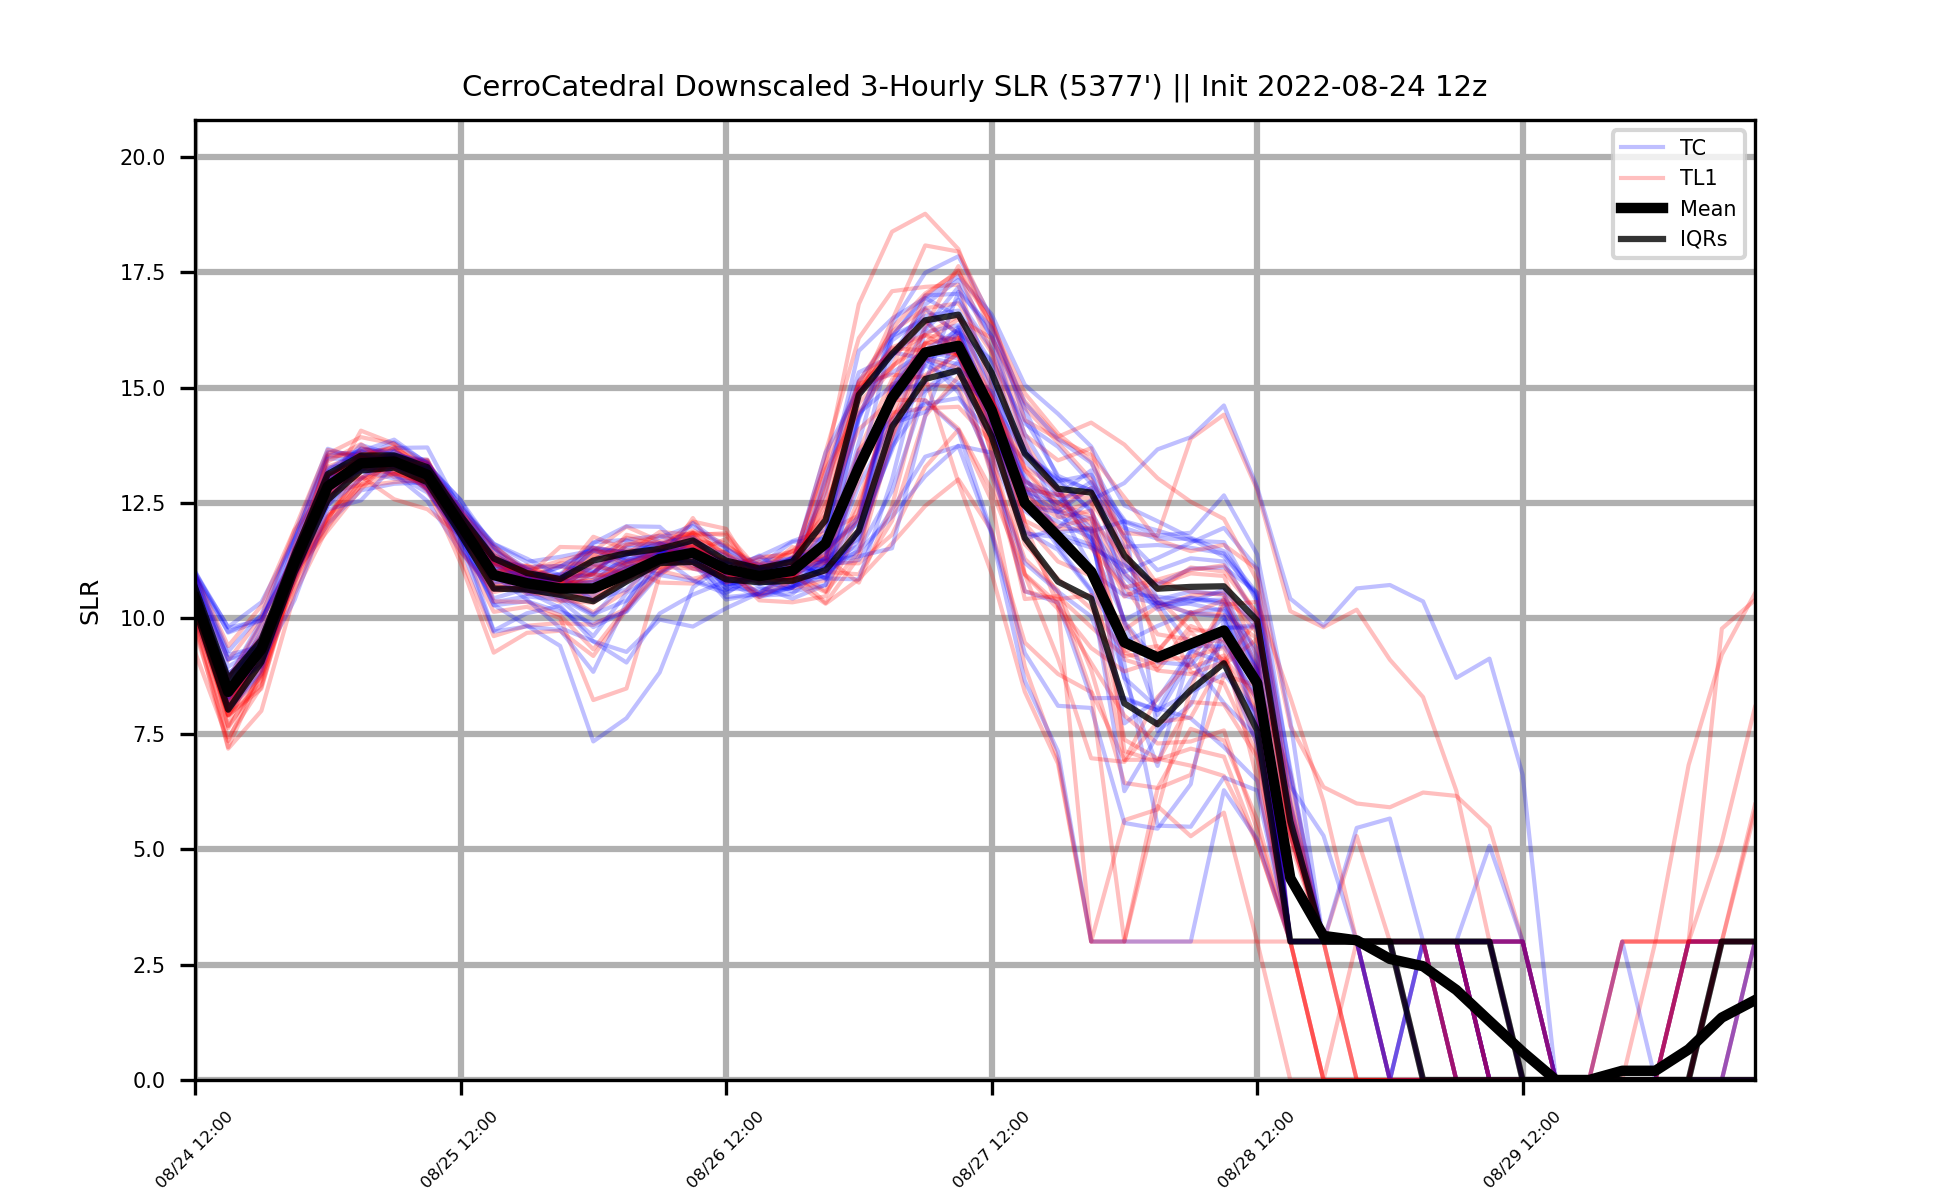 CerroCatedral Downscaled 3-Hourly SLR (5377') || Init 2022-08-24 12z
TC
TL1
Mean
IQRs
SLR
20.0
17.5
15.0
12.5
10.0
7.5
5.0
2.5
0.0
08/24 12:00
08/25 12:00
08/26 12:00
08/27 12:00
08/28 12:00
08/29 12:00